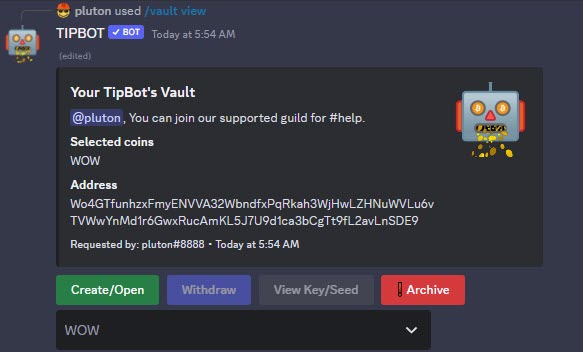 pluton used /vault view
TIPBOT ✓ BOT Today at 5:54 AM
(edited)
Your TipBot's Vault
@pluton, You can join our supported guild for #help.
Selected coins
WOW
Address
Wo4GTfunhzxFmyENVVA32WbndfxPqRkah3WjHwLZHNuWVLu6v
TVWwYnMd1r6GwxRucAmKL5J7U9d1ca3bCgTt9fL2avLnSDE9
Requested by: pluton#8888 • Today at 5:54 AM
Create/Open Withdraw View Key/Seed ! Archive
WOW